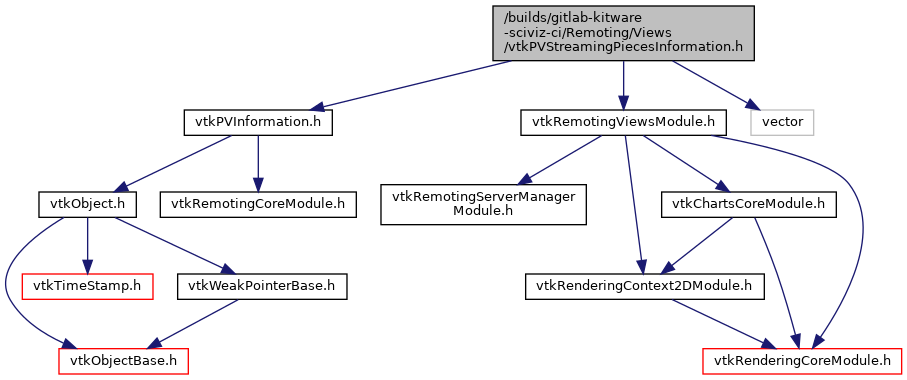 /builds/gitlab-kitware
-sciviz-ci/Remoting/Views
/vtkPVStreamingPiecesInformation.h
vtkPVInformation.h
vtkRemotingViewsModule.h
vector
vtkObject.h
vtkRemotingCoreModule.h
vtkRemotingServerManager
Module.h
vtkChartsCoreModule.h
vtkTimeStamp.h
vtkWeakPointerBase.h
vtkRenderingContext2DModule.h
vtkObjectBase.h
vtkRenderingCoreModule.h